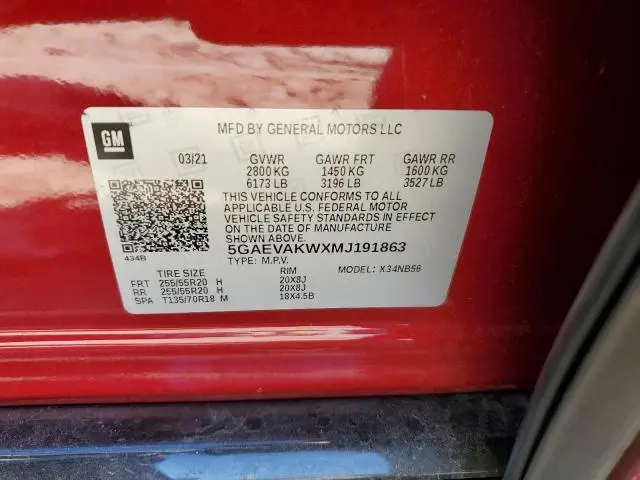 GM
MFD BY GENERAL MOTORS LLC
03/21 GVWR GAWR FRT GAWR RR
2800 KG 1450 KG 1600 KG
6173 LB 3196 LB 3527 LB
THIS VEHICLE CONFORMS TO ALL
APPLICABLE U.S. FEDERAL MOTOR
VEHICLE SAFETY STANDARDS IN EFFECT
ON THE DATE OF MANUFACTURE
SHOWN ABOVE.
434B
5GAEVAKWXMJ191863
TYPE: M.P.V. MODEL: X34NB56
TIRE SIZE RIM
FRT 255/55R20 H 20X8J
RR 255/55R20 H 20X8J
SPA T135/70R18 M 18X4.5B